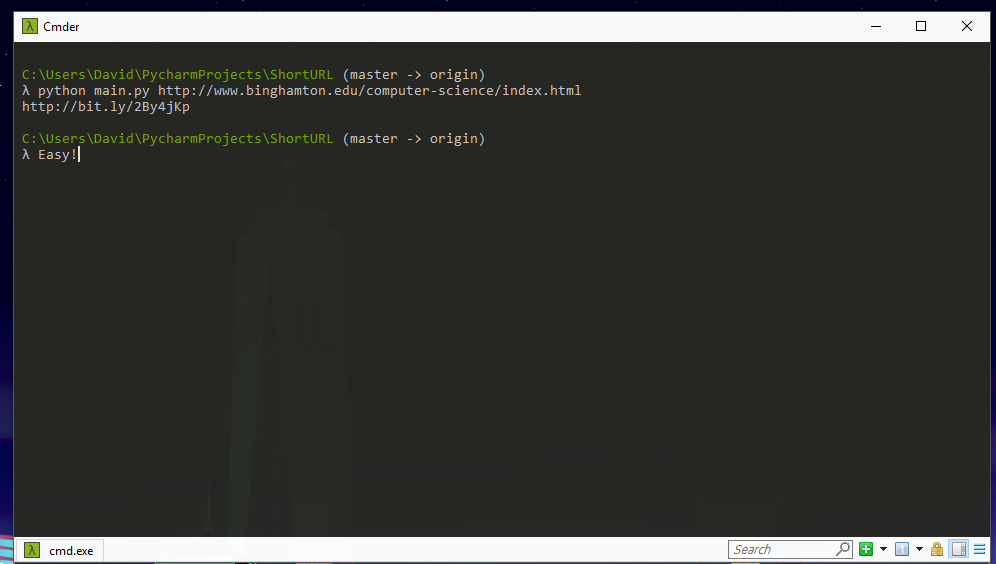 λ Cmder
C:\Users\David\PycharmProjects\ShortURL (master -> origin)
λ python main.py http://www.binghamton.edu/computer-science/index.html
http://bit.ly/2By4jKp
C:\Users\David\PycharmProjects\ShortURL (master -> origin)
λ Easy!
λ cmd.exe
Search
1